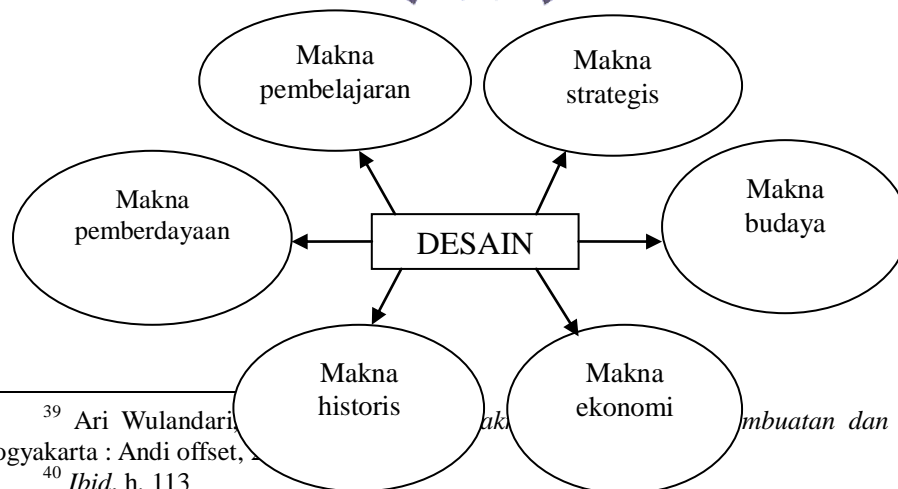 Makna
pembelajaran
Makna
strategis
Makna
pemberdayaan
DESAIN
Makna
budaya
Makna
historis
Makna
ekonomi
39 Ari Wulandari, mbuatan dan
ogyakarta : Andi offset,
40 Ibid, h. 113